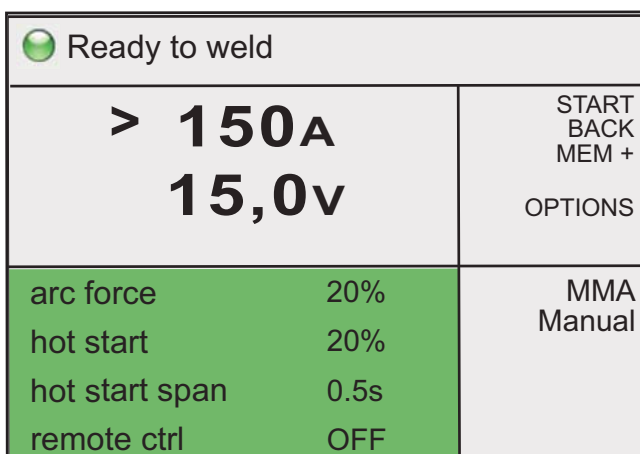 Ready to weld
> 150A
15,0V
START
BACK
MEM +
OPTIONS
arc force 20%
hot start 20%
hot start span 0.5s
remote ctrl OFF
MMA
Manual